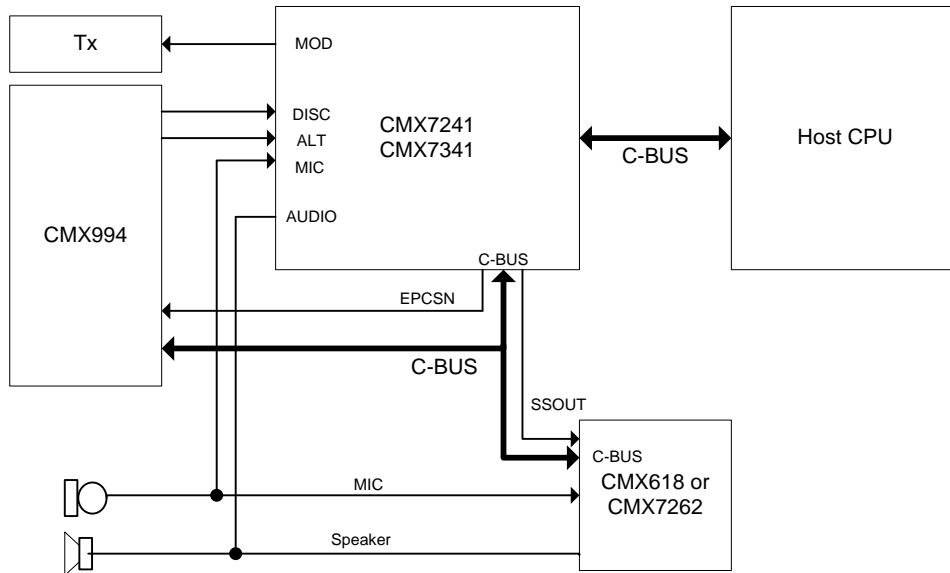 Tx
MOD
DISC
ALT
MIC
AUDIO
CMX7241
CMX7341
C-BUS
C-BUS
Host CPU
CMX994
EPCSN
C-BUS
SSOUT
C-BUS
CMX618 or
CMX7262
MIC
Speaker